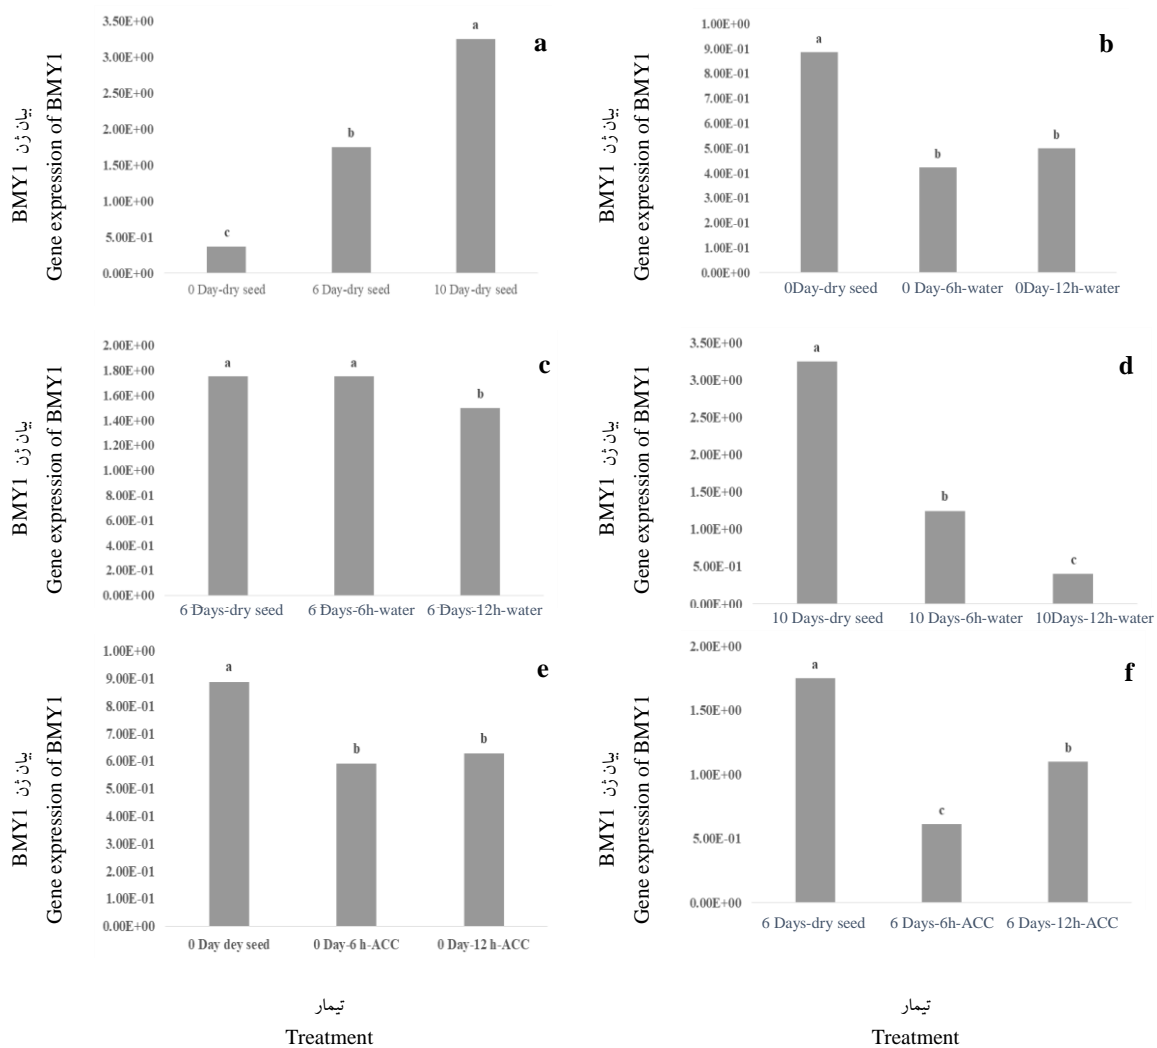 a
بیان ژن BMY1
Gene expression of BMY1
3.50E+00
3.00E+00
2.50E+00
2.00E+00
1.50E+00
1.00E+00
5.00E-01
0.00E+00
c
b
a
0 Day-dry seed 6 Day-dry seed 10 Day-dry seed
b
بیان ژن BMY1
Gene expression of BMY1
1.00E+00
9.00E-01
8.00E-01
7.00E-01
6.00E-01
5.00E-01
4.00E-01
3.00E-01
2.00E-01
1.00E-01
0.00E+00
a
b
b
0Day-dry seed 0 Day-6h-water 0Day-12h-water
c
بیان ژن BMY1
Gene expression of BMY1
2.00E+00
1.80E+00
1.60E+00
1.40E+00
1.20E+00
1.00E+00
8.00E-01
6.00E-01
4.00E-01
2.00E-01
0.00E+00
a
a
b
6 Days-dry seed 6 Days-6h-water 6 Days-12h-water
d
بیان ژن BMY1
Gene expression of BMY1
3.50E+00
3.00E+00
2.50E+00
2.00E+00
1.50E+00
1.00E+00
5.00E-01
0.00E+00
a
b
c
10 Days-dry seed 10 Days-6h-water 10Days-12h-water
e
بیان ژن BMY1
Gene expression of BMY1
1.00E+00
9.00E-01
8.00E-01
7.00E-01
6.00E-01
5.00E-01
4.00E-01
3.00E-01
2.00E-01
1.00E-01
0.00E+00
a
b
b
0 Day dey seed 0 Day-6 h-ACC 0 Day-12 h-ACC
f
بیان ژن BMY1
Gene expression of BMY1
2.00E+00
1.50E+00
1.00E+00
5.00E-01
0.00E+00
a
c
b
6 Days-dry seed 6 Days-6h-ACC 6 Days-12h-ACC
تیمار
Treatment
تیمار
Treatment